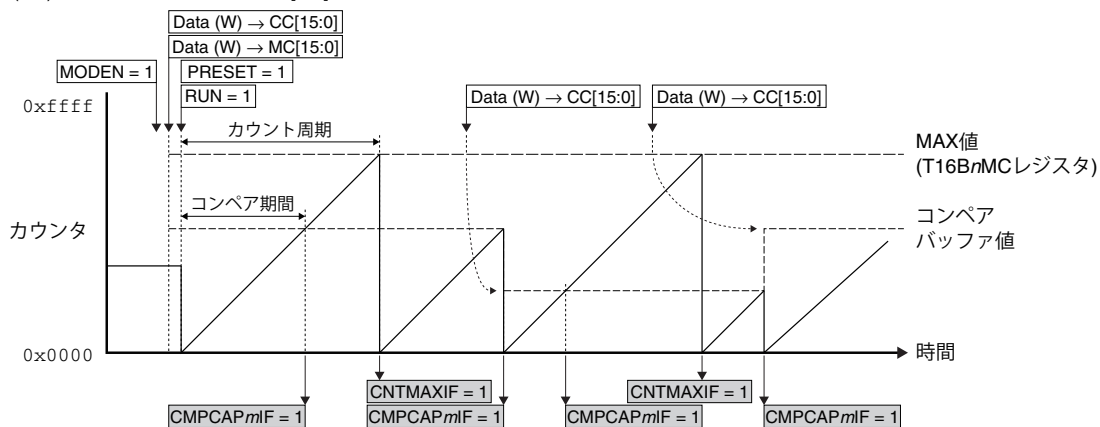 Data (W) → CC[15:0]
Data (W) → MC[15:0]
MODEN = 1
PRESET = 1
RUN = 1
Data (W) → CC[15:0]
Data (W) → CC[15:0]
0xffff
カウント周期
MAX値
(T16BnMCレジスタ)
コンペア期間
コンペア
バッファ値
カウンタ
0x0000
時間
CNTMAXIF = 1
CNTMAXIF = 1
CMPCAPmIF = 1
CMPCAPmIF = 1
CMPCAPmIF = 1
CMPCAPmIF = 1